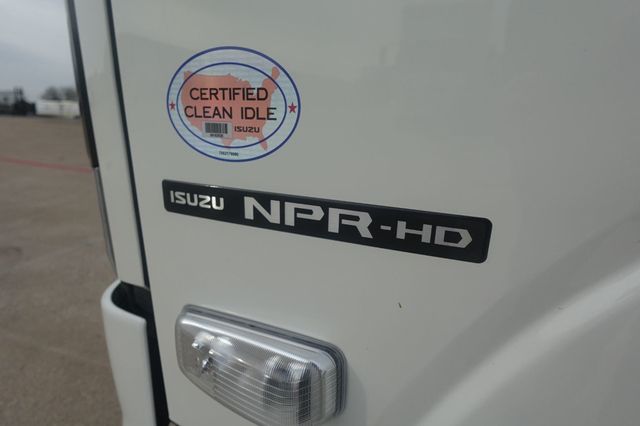 CERTIFIED
CLEAN IDLE
ISUZU
ISUZU NPR-HD